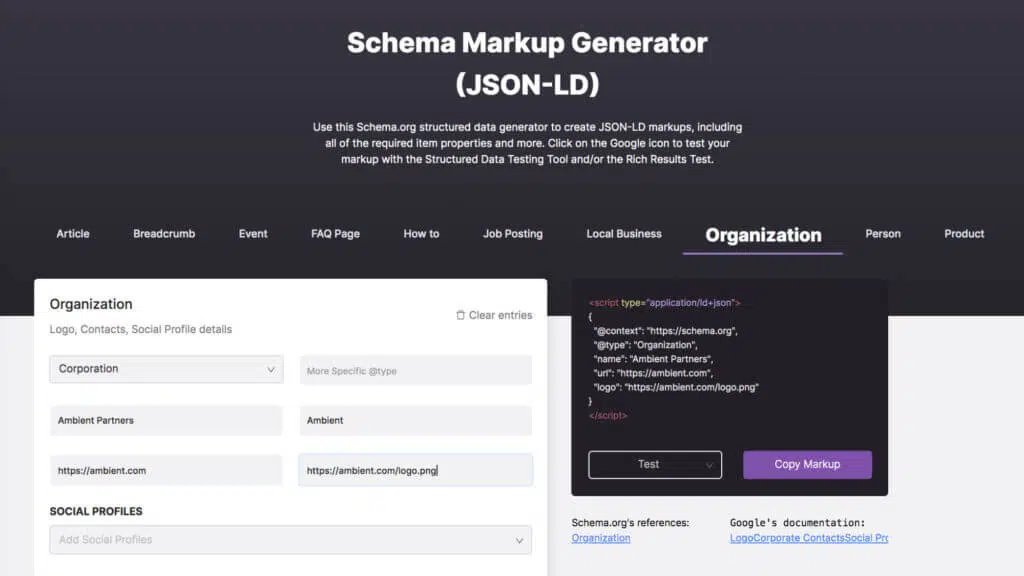 Schema Markup Generator
(JSON-LD)
Use this Schema.org structured data generator to create JSON-LD markups, including
all of the required item properties and more. Click on the Google icon to test your
markup with the Structured Data Testing Tool and/or the Rich Results Test.
Article Breadcrumb Event FAQ Page How to Job Posting Local Business Organization Person Product
Organization
Logo, Contacts, Social Profile details
Clear entries
Corporation
More Specific @type
Ambient Partners
Ambient
https://ambient.com
https://ambient.com/logo.png
SOCIAL PROFILES
Add Social Profiles
<script type="application/ld+json">
{
"@context": "https://schema.org",
"@type": "Organization",
"name": "Ambient Partners",
"url": "https://ambient.com",
"logo": "https://ambient.com/logo.png"
}
</script>
Test
Copy Markup
Schema.org's references:
Organization
Google's documentation:
LogoCorporate ContactsSocial Pr